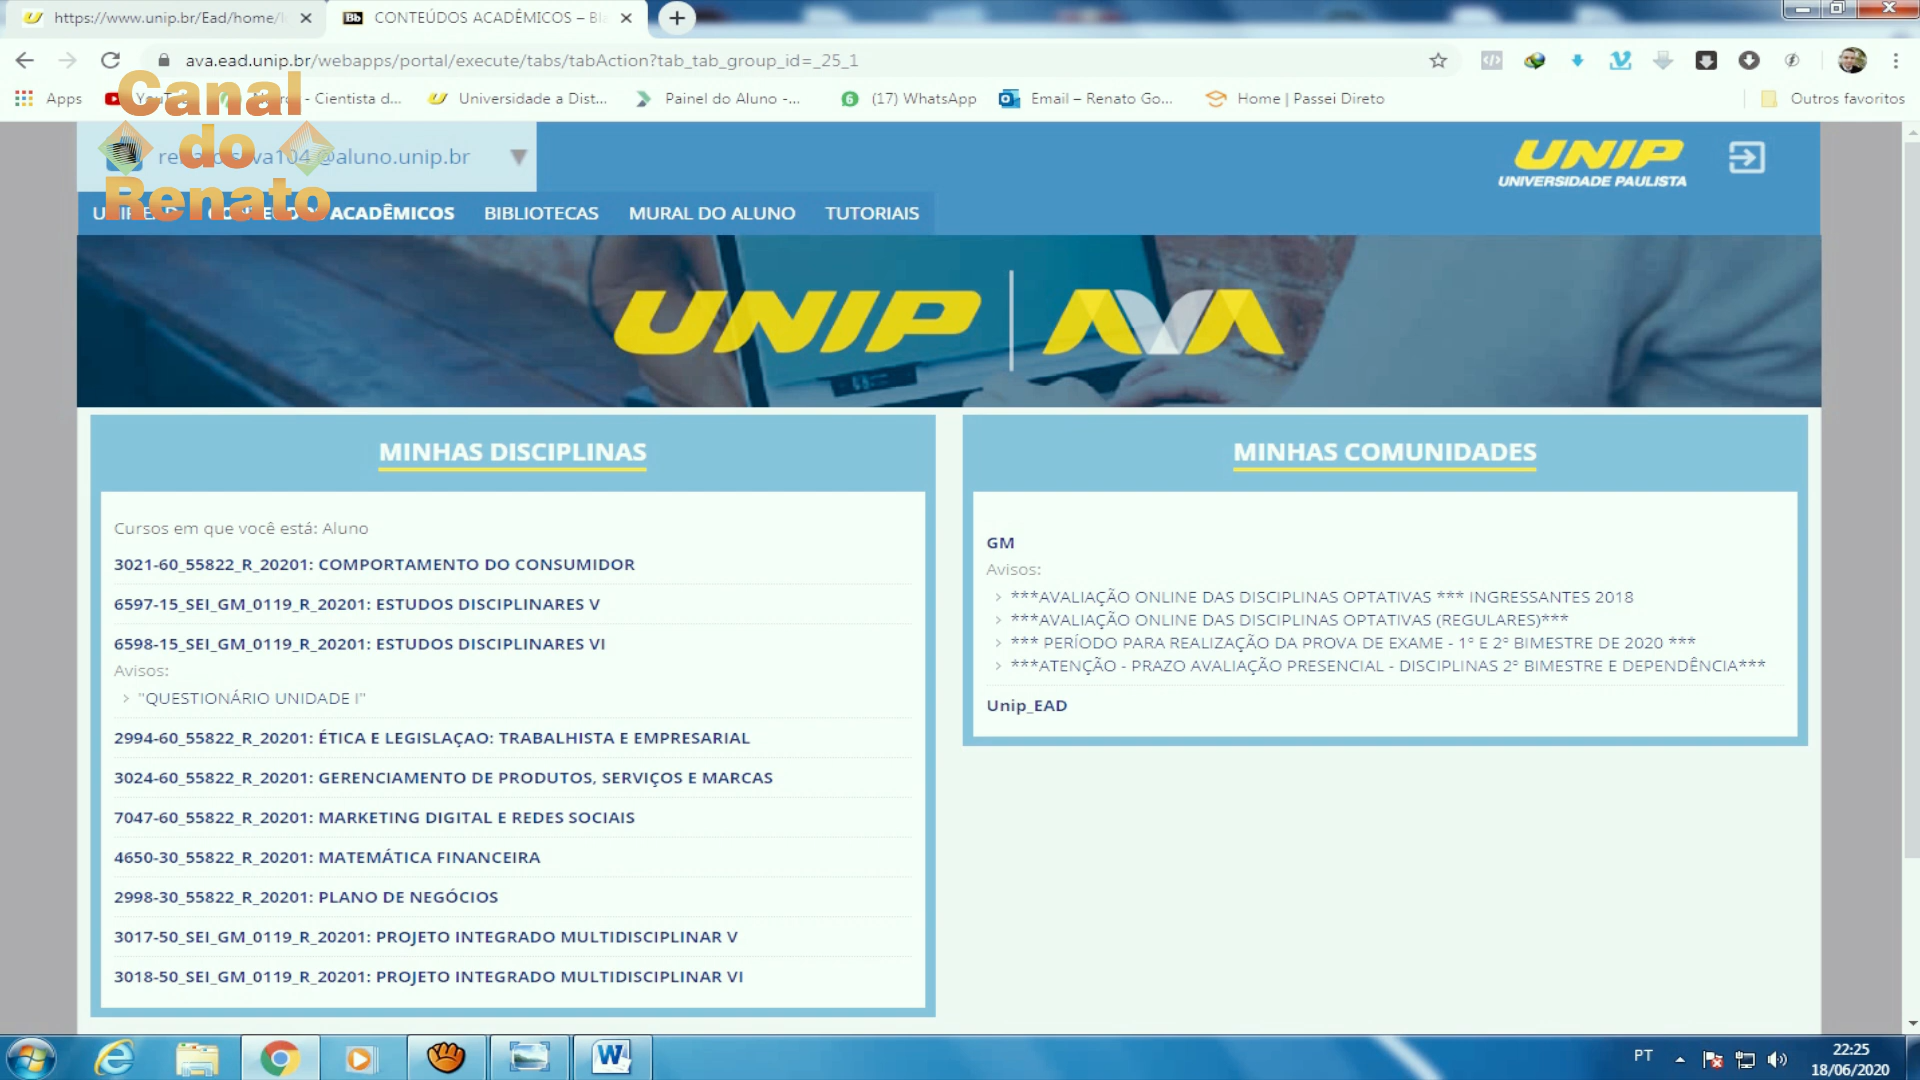 https://www.unip.br/Ead/home/
CONTEÚDOS ACADÊMICOS – Bla
ava.ead.unip.br/webapps/portal/execute/tabs/tabAction?tab_tab_group_id=_25_1
Apps
- Cientista d...
Universidade a Dist...
Painel do Aluno -...
(17) WhatsApp
Email – Renato Go...
Home | Passei Direto
Outros favoritos
Canal
do
Renato
@aluno.unip.br
UNIP
UNIVERSIDADE PAULISTA
ACADÊMICOS
BIBLIOTECAS
MURAL DO ALUNO
TUTORIAIS
UNIP | AVA
MINHAS DISCIPLINAS
Cursos em que você está: Aluno
3021-60_55822_R_20201: COMPORTAMENTO DO CONSUMIDOR
6597-15_SEI_GM_0119_R_20201: ESTUDOS DISCIPLINARES V
6598-15_SEI_GM_0119_R_20201: ESTUDOS DISCIPLINARES VI
Avisos:
"QUESTIONÁRIO UNIDADE I"
2994-60_55822_R_20201: ÉTICA E LEGISLAÇAO: TRABALHISTA E EMPRESARIAL
3024-60_55822_R_20201: GERENCIAMENTO DE PRODUTOS, SERVIÇOS E MARCAS
7047-60_55822_R_20201: MARKETING DIGITAL E REDES SOCIAIS
4650-30_55822_R_20201: MATEMÁTICA FINANCEIRA
2998-30_55822_R_20201: PLANO DE NEGÓCIOS
3017-50_SEI_GM_0119_R_20201: PROJETO INTEGRADO MULTIDISCIPLINAR V
3018-50_SEI_GM_0119_R_20201: PROJETO INTEGRADO MULTIDISCIPLINAR VI
MINHAS COMUNIDADES
GM
Avisos:
***AVALIAÇÃO ONLINE DAS DISCIPLINAS OPTATIVAS *** INGRESSANTES 2018
***AVALIAÇÃO ONLINE DAS DISCIPLINAS OPTATIVAS (REGULARES)***
*** PERÍODO PARA REALIZAÇÃO DA PROVA DE EXAME - 1º E 2º BIMESTRE DE 2020 ***
***ATENÇÃO - PRAZO AVALIAÇÃO PRESENCIAL - DISCIPLINAS 2º BIMESTRE E DEPENDÊNCIA***
Unip_EAD
PT
22:25
18/06/2020